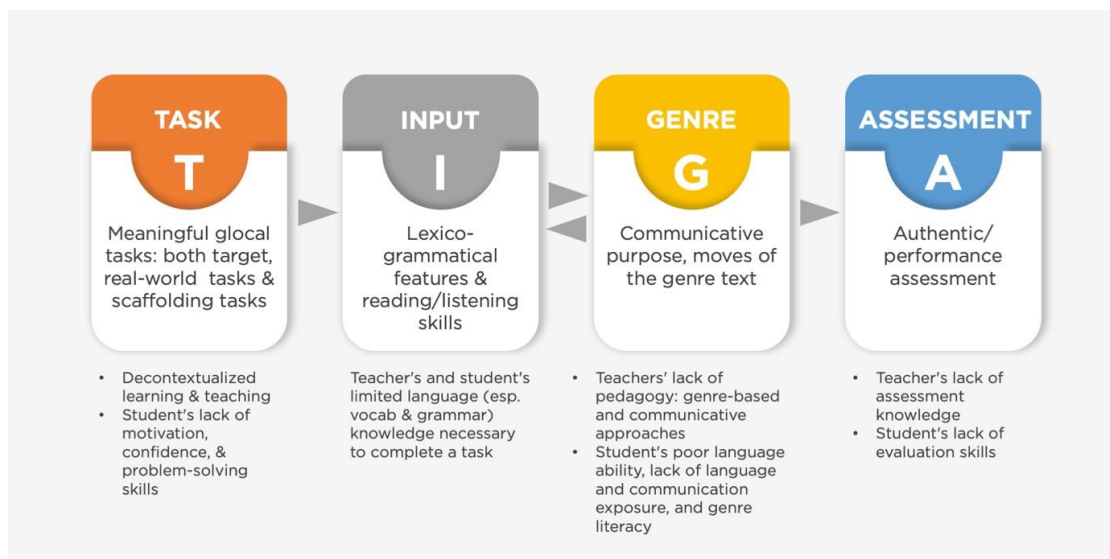 TASK
T
Meaningful glocal
tasks: both target,
real-world tasks &
scaffolding tasks
• Decontextualized
learning & teaching
• Student's lack of
motivation,
confidence, &
problem-solving
skills
INPUT
I
Lexico-
grammatical
features &
reading/listening
skills
Teacher's and student's
limited language (esp.
vocab & grammar)
knowledge necessary
to complete a task
GENRE
G
Communicative
purpose, moves of
the genre text
• Teachers' lack of
pedagogy: genre-based
and communicative
approaches
• Student's poor language
ability, lack of language
and communication
exposure, and genre
literacy
ASSESSMENT
A
Authentic/
performance
assessment
• Teacher's lack of
assessment
knowledge
• Student's lack of
evaluation skills